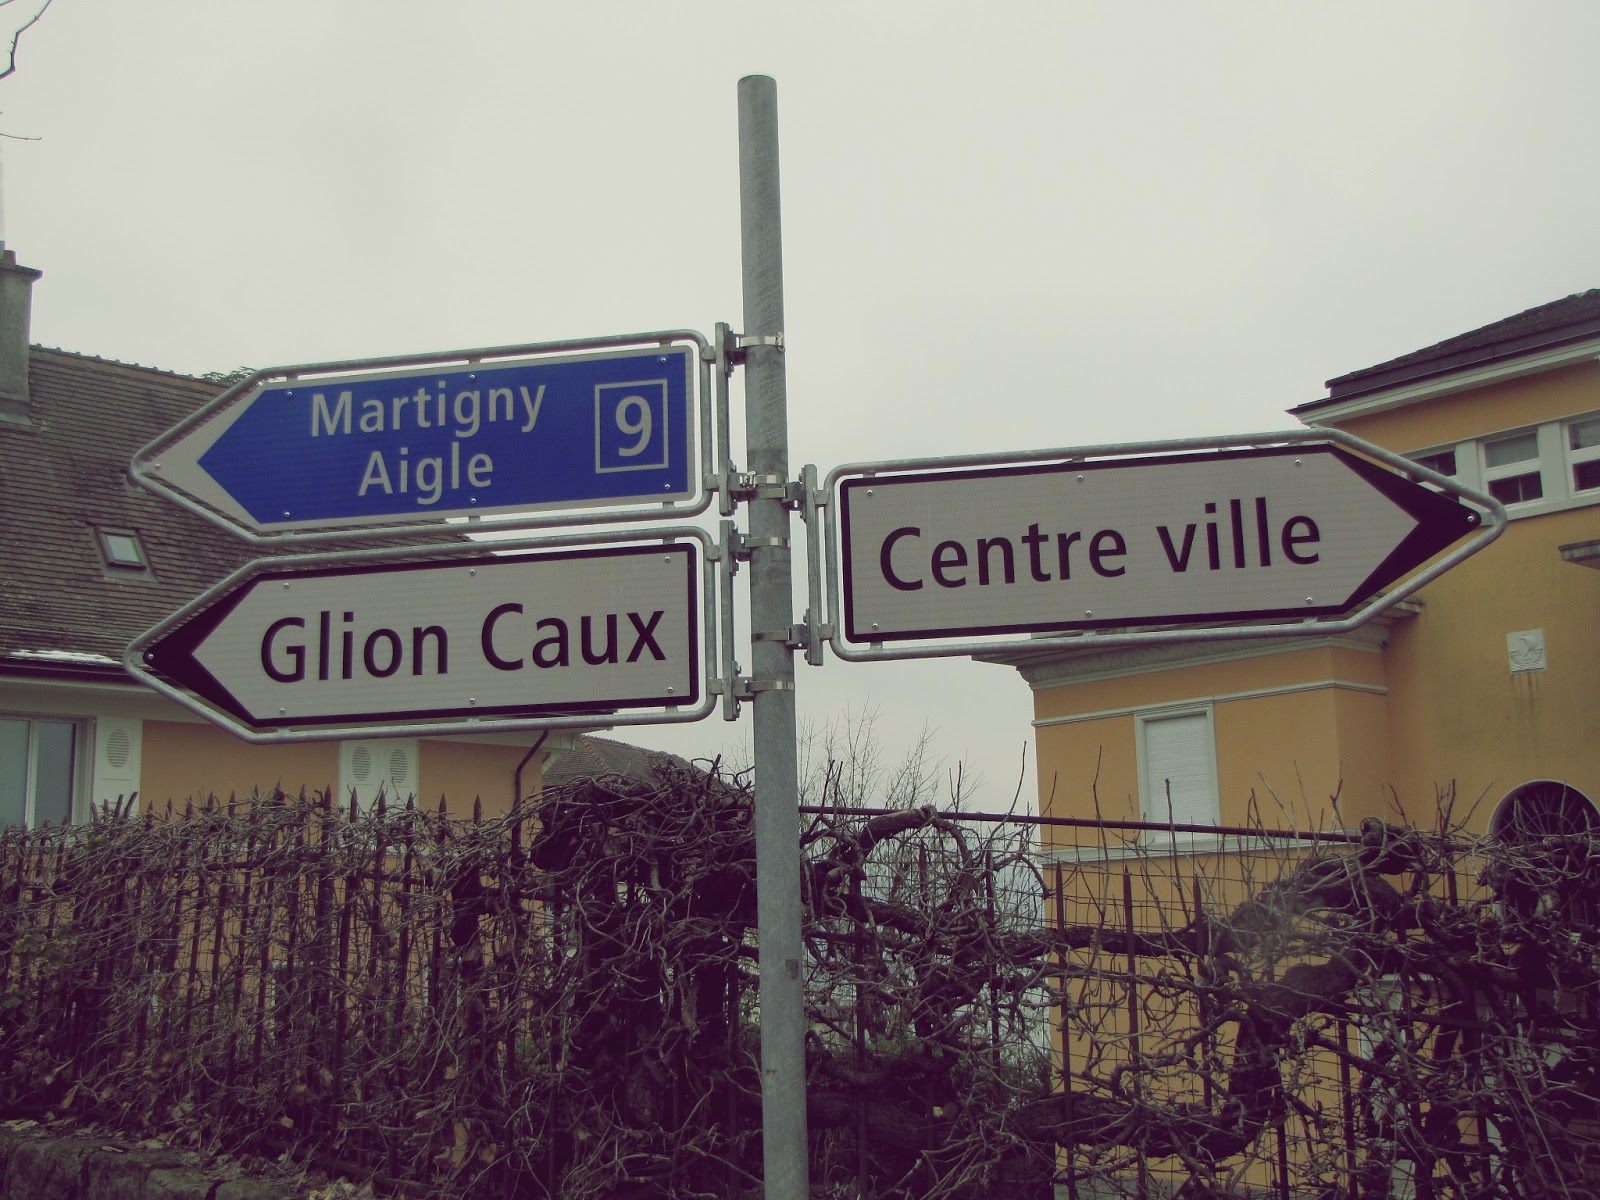 Martigny
Aigle
9
Glion Caux
Centre ville